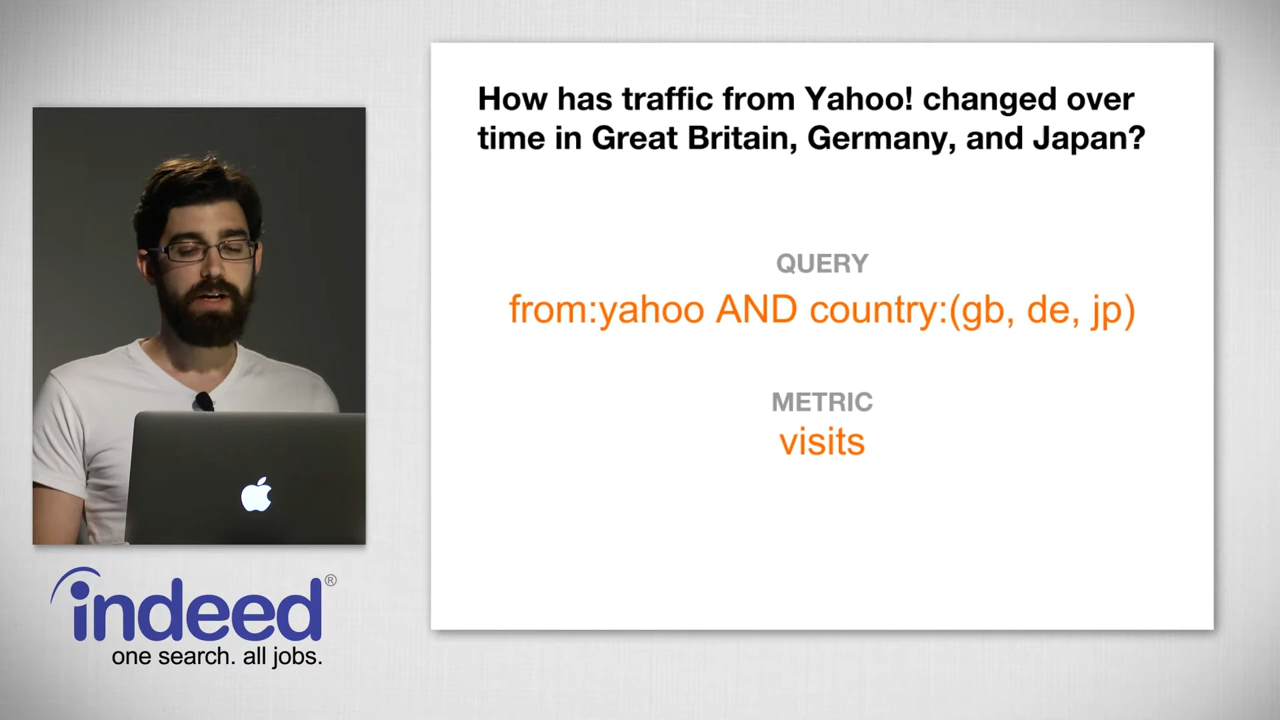 How has traffic from Yahoo! changed over
time in Great Britain, Germany, and Japan?
QUERY
from:yahoo AND country:(gb, de, jp)
METRIC
visits
indeed®
one search. all jobs.